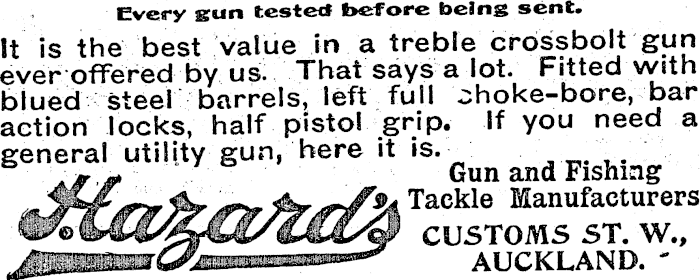 Every gun tested before being sent.
It is the best value in a treble crossbolt gun
ever offered by us. That says a lot. Fitted with
blued steel barrels, left full choke-bore, bar
action locks, half pistol grip. If you need a
general utility gun, here it is.
Hazard's
Gun and Fishing
Tackle Manufacturers
CUSTOMS ST. W.,
AUCKLAND.